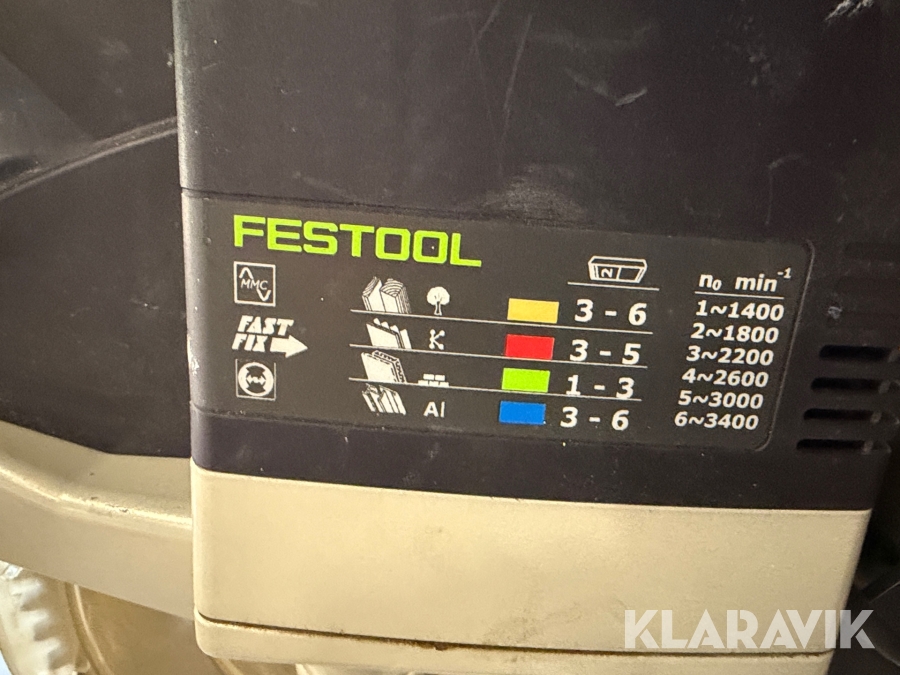 FESTOOL
MMC
FAST
FIX
N
3 - 6
K
3 - 5
1 - 3
Al
3 - 6
n₀ min⁻¹
1~1400
2~1800
3~2200
4~2600
5~3000
6~3400
KLARAVIK